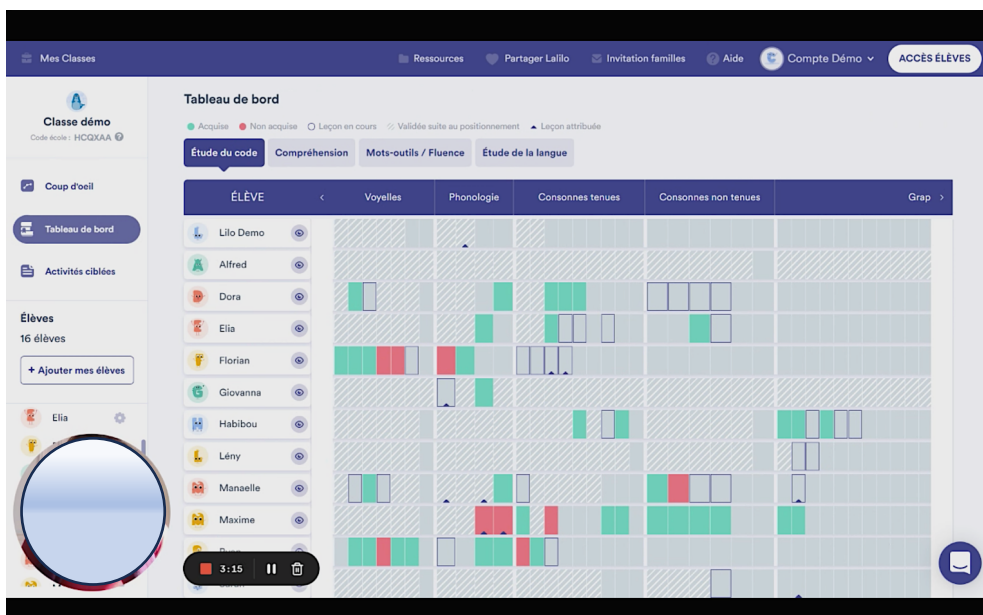 Mes Classes
Ressources
Partager Lalilo
Invitation familles
Aide
Compte Démo
ACCÈS ÉLÈVES
Classe démo
Code école : HCQXAA
Coup d'oeil
Tableau de bord
Activités ciblées
Élèves
16 élèves
+ Ajouter mes élèves
Elia
Tableau de bord
Acquise
Non acquise
Leçon en cours
Validée suite au positionnement
Leçon attribuée
Étude du code
Compréhension
Mots-outils / Fluence
Étude de la langue
ÉLÈVE
Voyelles
Phonologie
Consonnes tenues
Consonnes non tenues
Grap
Lilo Demo
Alfred
Dora
Elia
Florian
Giovanna
Habibou
Lény
Manaelle
Maxime
3:15